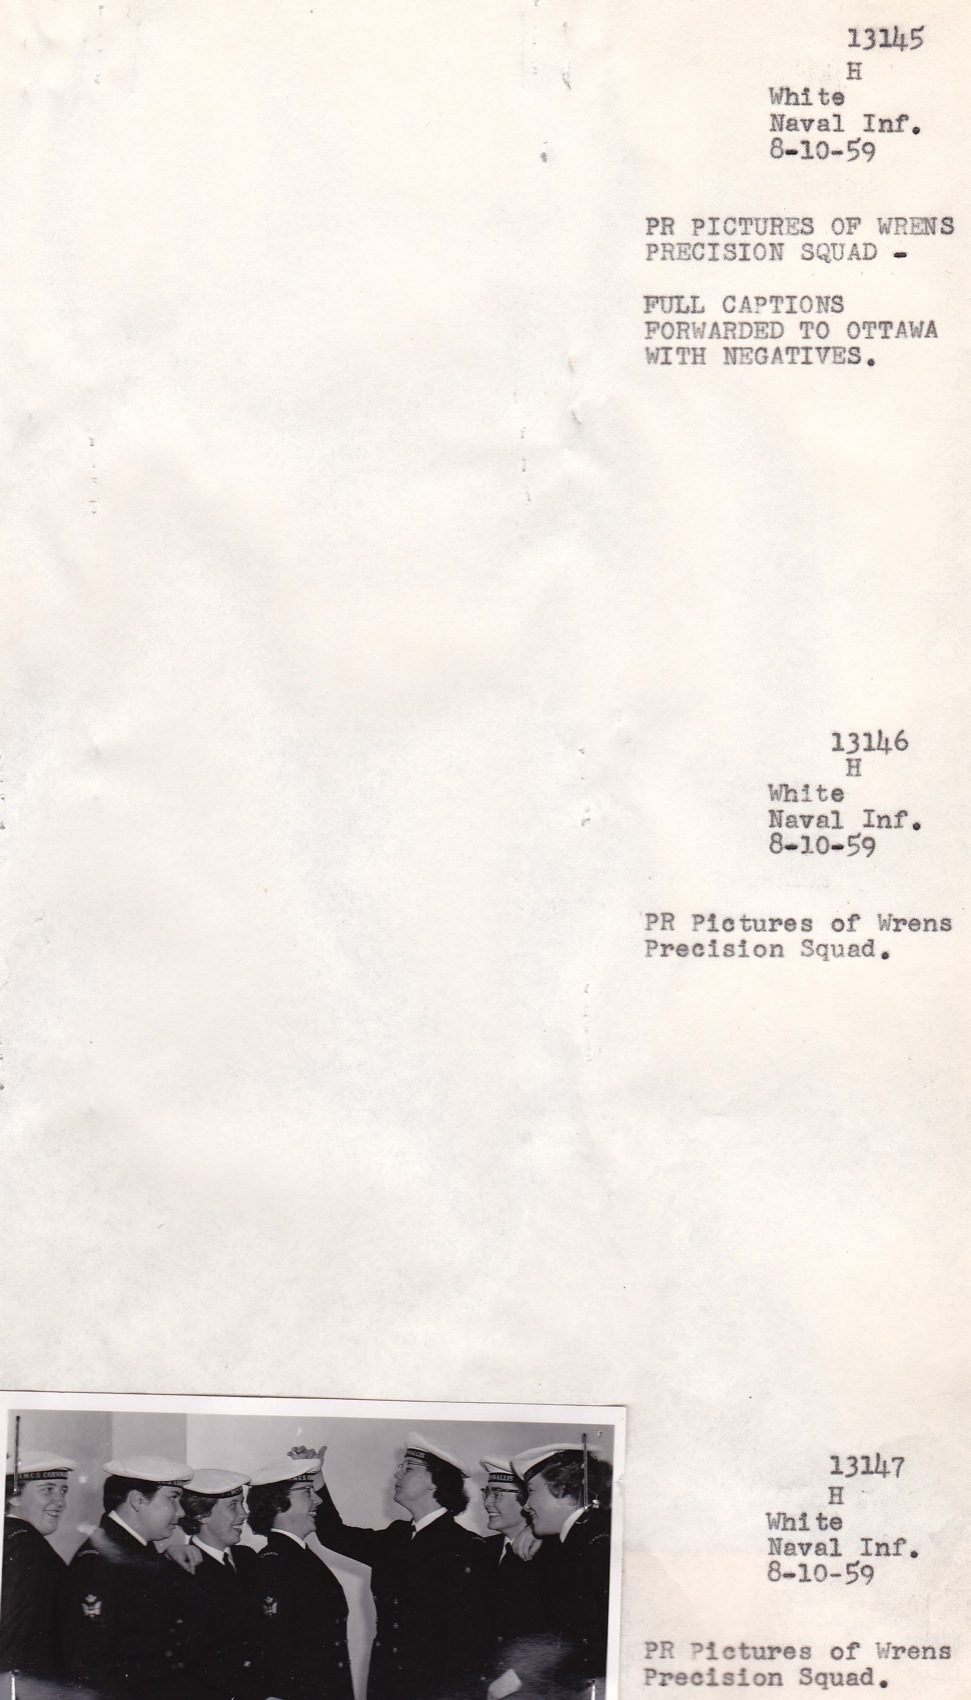 13145
H
White
Naval Inf.
8-10-59
PR PICTURES OF WRENS
PRECISION SQUAD -
FULL CAPTIONS
FORWARDED TO OTTAWA
WITH NEGATIVES.
13146
H
White
Naval Inf.
8-10-59
PR Pictures of Wrens
Precision Squad.
13147
H
White
Naval Inf.
8-10-59
PR Pictures of Wrens
Precision Squad.
CANADA